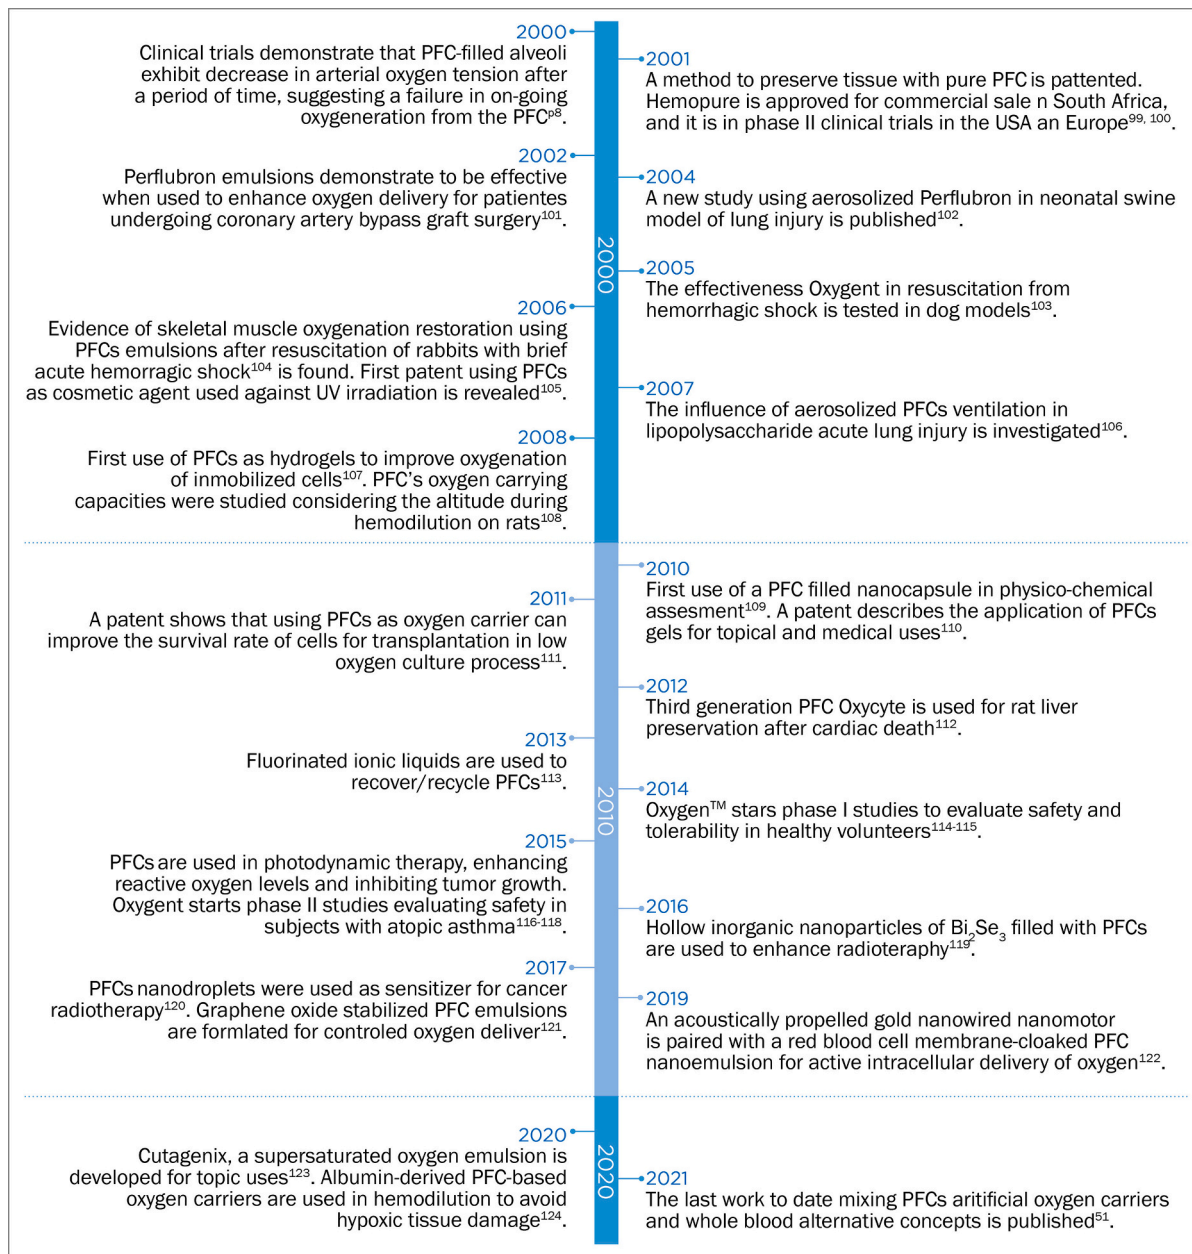 2000
Clinical trials demonstrate that PFC-filled alveoli
exhibit decrease in arterial oxygen tension after
a period of time, suggesting a failure in on-going
oxygeneration from the PFCp8.
2001
A method to preserve tissue with pure PFC is pattented.
Hemopure is approved for commercial sale n South Africa,
and it is in phase II clinical trials in the USA an Europe99, 100.
2002
Perflubron emulsions demonstrate to be effective
when used to enhance oxygen delivery for patientes
undergoing coronary artery bypass graft surgery101.
2004
A new study using aerosolized Perflubron in neonatal swine
model of lung injury is published102.
2000
2005
The effectiveness Oxygent in resuscitation from
hemorrhagic shock is tested in dog models103.
2006
Evidence of skeletal muscle oxygenation restoration using
PFCs emulsions after resuscitation of rabbits with brief
acute hemorragic shock104 is found. First patent using PFCs
as cosmetic agent used against UV irradiation is revealed105.
2007
The influence of aerosolized PFCs ventilation in
lipopolysaccharide acute lung injury is investigated106.
2008
First use of PFCs as hydrogels to improve oxygenation
of inmobilized cells107. PFC's oxygen carrying
capacities were studied considering the altitude during
hemodilution on rats108.
2010
First use of a PFC filled nanocapsule in physico-chemical
assesment109. A patent describes the application of PFCs
gels for topical and medical uses110.
2011
A patent shows that using PFCs as oxygen carrier can
improve the survival rate of cells for transplantation in low
oxygen culture process111.
2012
Third generation PFC Oxycyte is used for rat liver
preservation after cardiac death112.
2013
Fluorinated ionic liquids are used to
recover/recycle PFCs113.
2010
2014
Oxygen™ stars phase I studies to evaluate safety and
tolerability in healthy volunteers114-115.
2015
PFCs are used in photodynamic therapy, enhancing
reactive oxygen levels and inhibiting tumor growth.
Oxygent starts phase II studies evaluating safety in
subjects with atopic asthma116-118.
2016
Hollow inorganic nanoparticles of Bi2Se3 filled with PFCs
are used to enhance radioteraphy119.
2017
PFCs nanodroplets were used as sensitizer for cancer
radiotherapy120. Graphene oxide stabilized PFC emulsions
are formlated for controled oxygen deliver121.
2019
An acoustically propelled gold nanowired nanomotor
is paired with a red blood cell membrane-cloaked PFC
nanoemulsion for active intracellular delivery of oxygen122.
2020
Cutagenix, a supersaturated oxygen emulsion is
developed for topic uses123. Albumin-derived PFC-based
oxygen carriers are used in hemodilution to avoid
hypoxic tissue damage124.
2020
2021
The last work to date mixing PFCs aritificial oxygen carriers
and whole blood alternative concepts is published51.